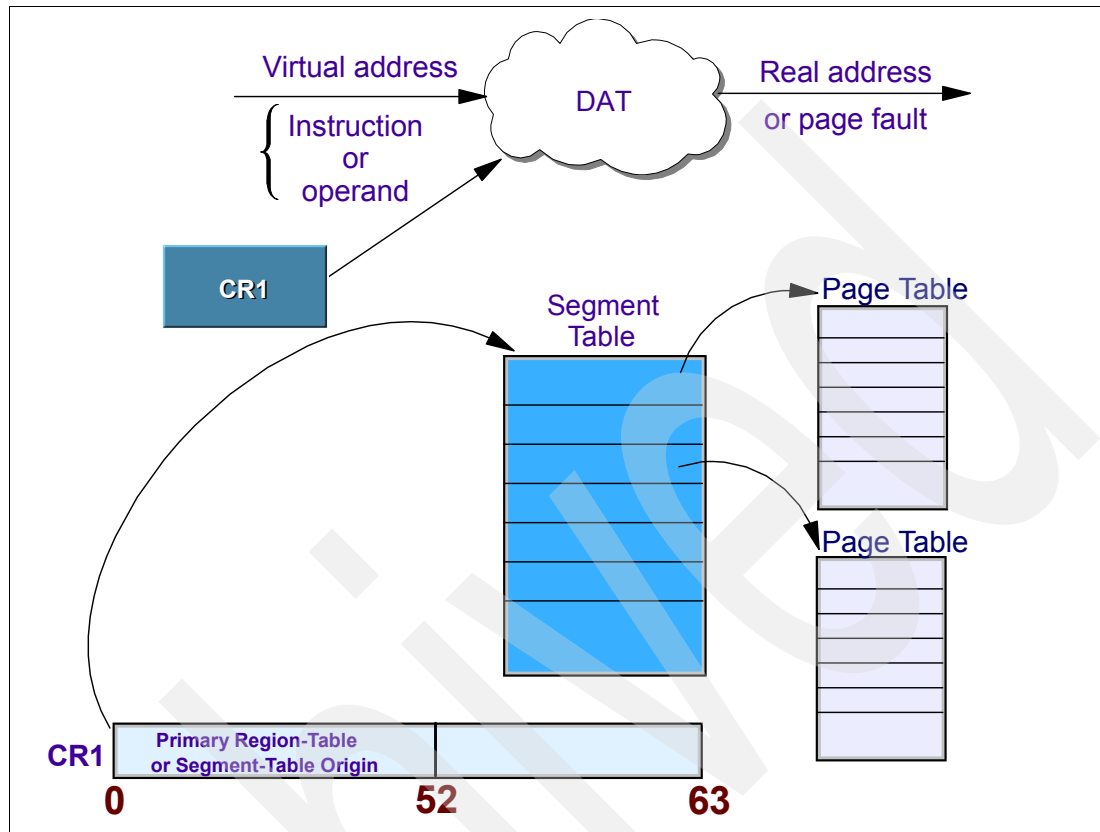 Virtual address
DAT
Real address
or page fault
Instruction
or
operand
CR1
Segment
Table
Page Table
Page Table
CR1
Primary Region-Table
or Segment-Table Origin
0
52
63